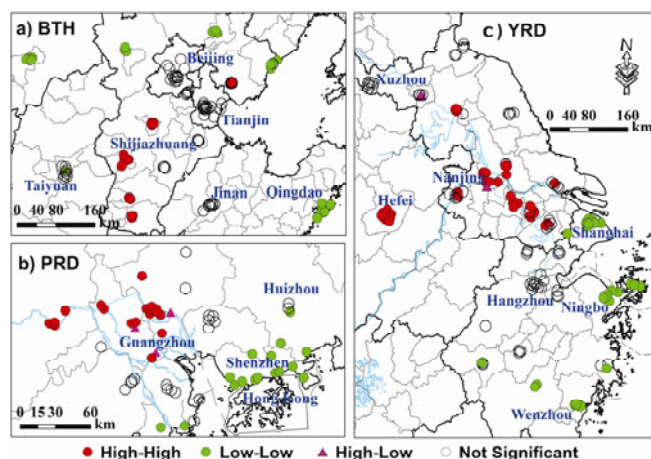 a) BTH
Beijing
Tianjin
Shijiazhuang
Taiyuan
Jinan
Qingdao
0 40 80 160
km
b) PRD
Huizhou
Guangzhou
Shenzhen
Hong Kong
0 15 30 60
km
c) YRD
N
Xuzhou
0 40 80 160
km
Nanjing
Hefei
Shanghai
Hangzhou
Ningbo
Wenzhou
High-High Low-Low High-Low Not Significant